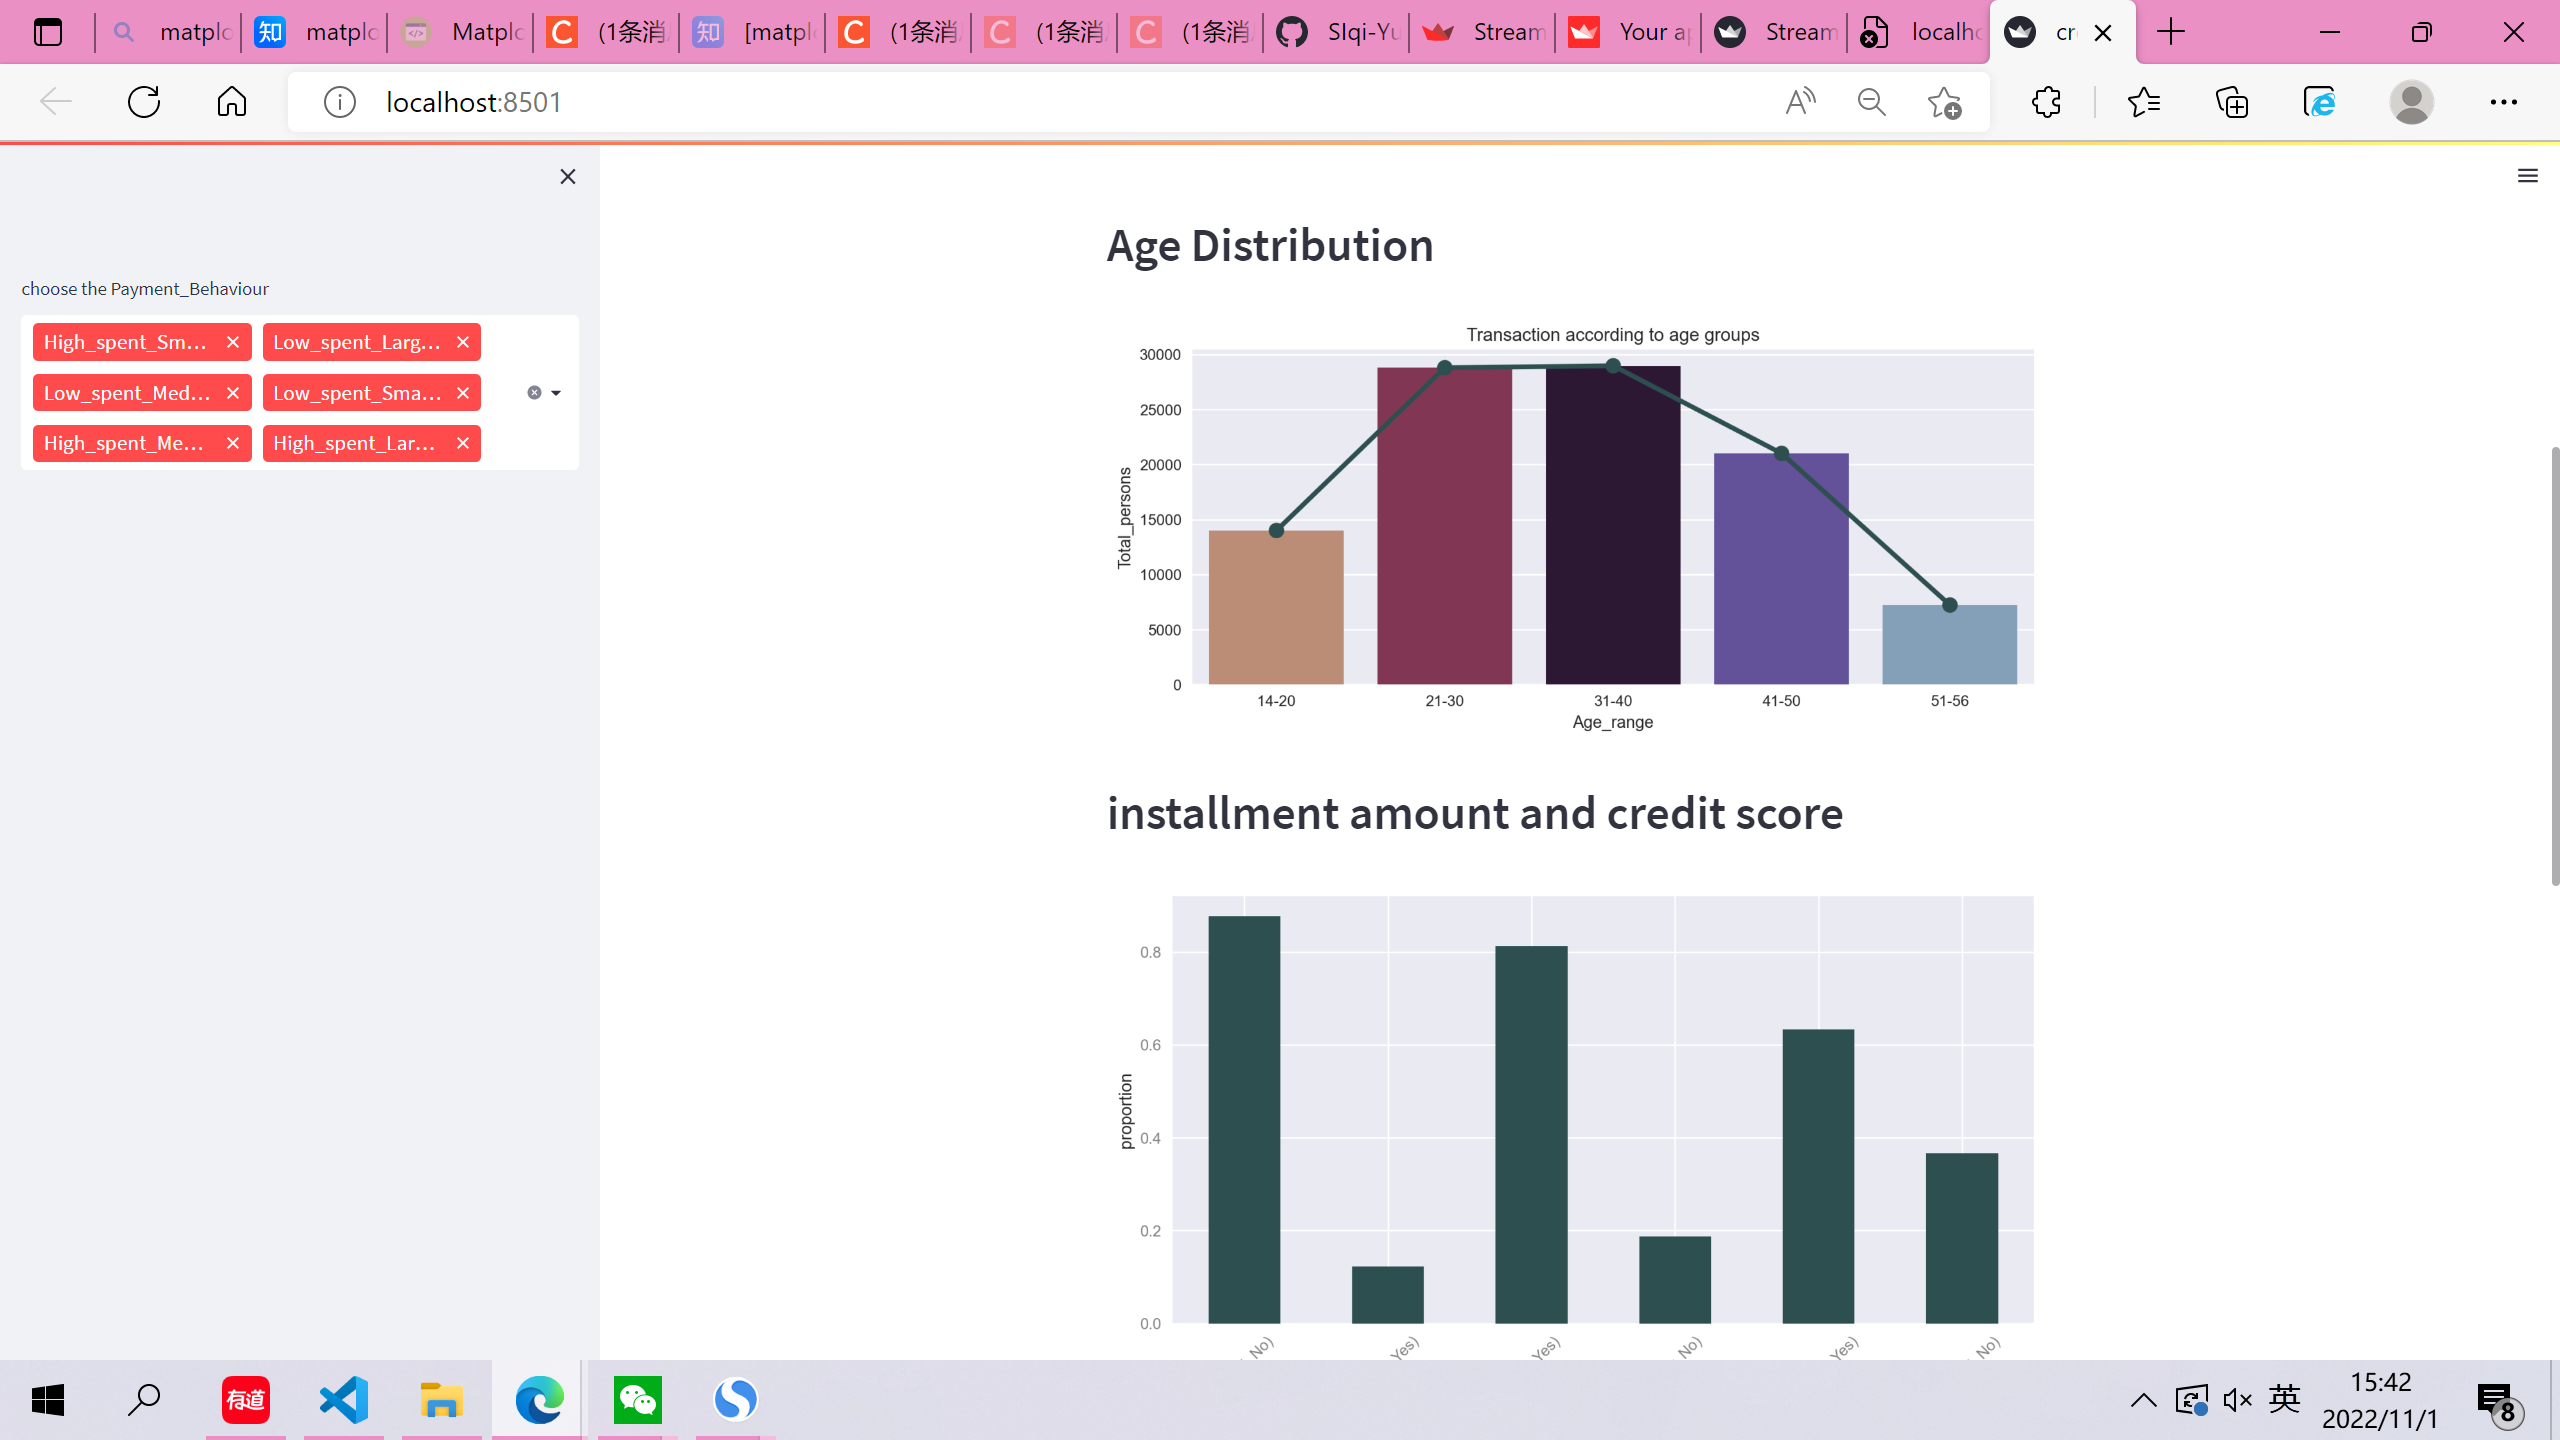 matplo
matplo
Matplo
(1条消
[matpl
(1条消
(1条消
(1条消
SIqi-Yu
Stream
Your a
Stream
localho
cr
localhost:8501
choose the Payment_Behaviour
High_spent_Sm...
Low_spent_Larg...
Low_spent_Med...
Low_spent_Sma...
High_spent_Me...
High_spent_Lar...
Age Distribution
Transaction according to age groups
30000
25000
20000
15000
10000
5000
0
Total_persons
14-20
21-30
31-40
41-50
51-56
Age_range
installment amount and credit score
0.8
0.6
0.4
0.2
0.0
proportion
No)
Yes)
Yes)
No)
Yes)
No)
有道
英
15:42
2022/11/1
8